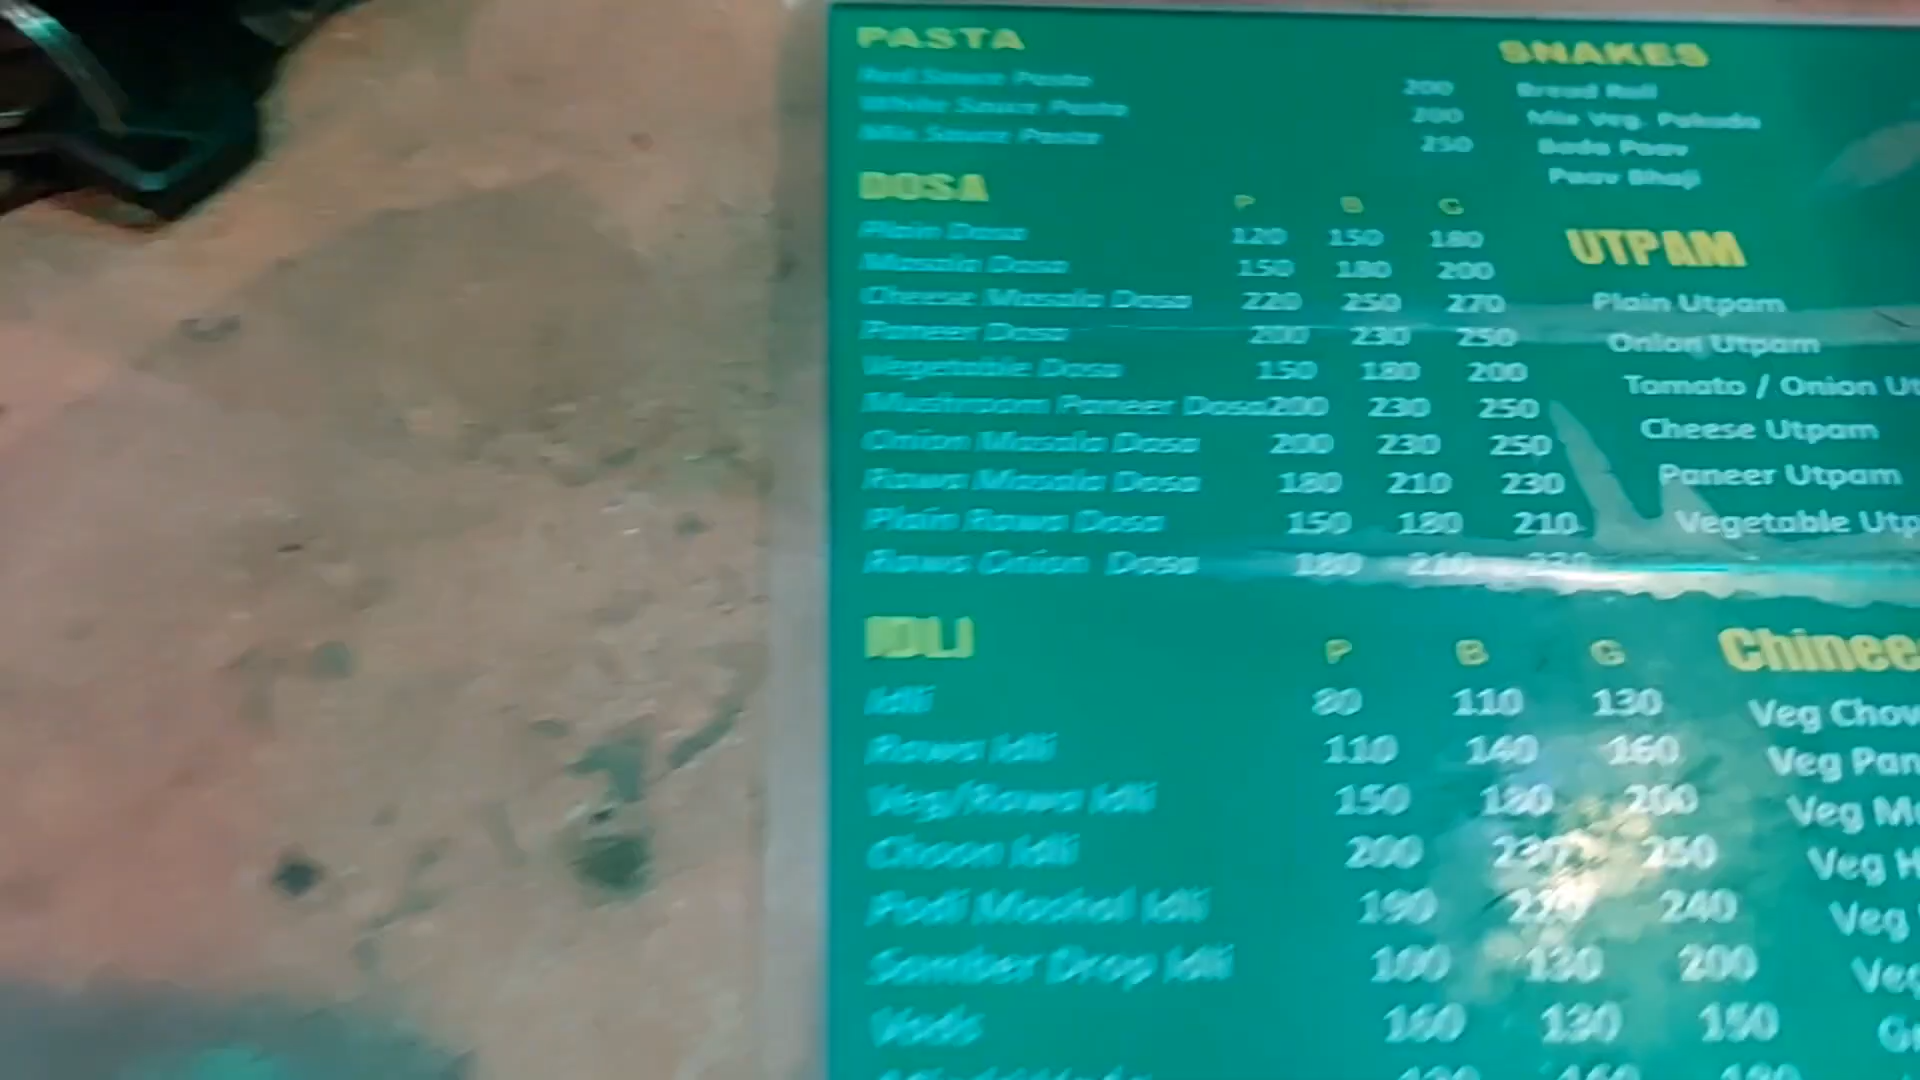 PASTA
Red Sauce Pasta 200
White Sauce Pasta 200
Mix Sauce Pasta 250
DOSA P B G
Plain Dosa 120 150 180
Masala Dosa 150 180 200
Cheese Masala Dosa 220 250 270
Paneer Dosa 200 230 250
Vegetable Dosa 150 180 200
Mushroom Paneer Dosa 200 230 250
Onion Masala Dosa 200 230 250
Rawa Masala Dosa 180 210 230
Plain Rawa Dosa 150 180 210
Rawa Onion Dosa 180 210 230
IDLI P B G
Idli 80 110 130
Rawa Idli 110 140 160
Veg/Rawa Idli 150 180 200
Choon Idli 200 230 250
Podi Mashal Idli 190 220 240
Samber Drop Idli 100 130 200
Vada 160 130 150
SNAKES
Bread Roll
Mix Veg. Pakoda
Bada Paav
Paav Bhaji
UTPAM
Plain Utpam
Onion Utpam
Tomato / Onion Ut
Cheese Utpam
Paneer Utpam
Vegetable Utp
Chinee
Veg Chow
Veg Pan
Veg M
Veg H
Veg
Veg